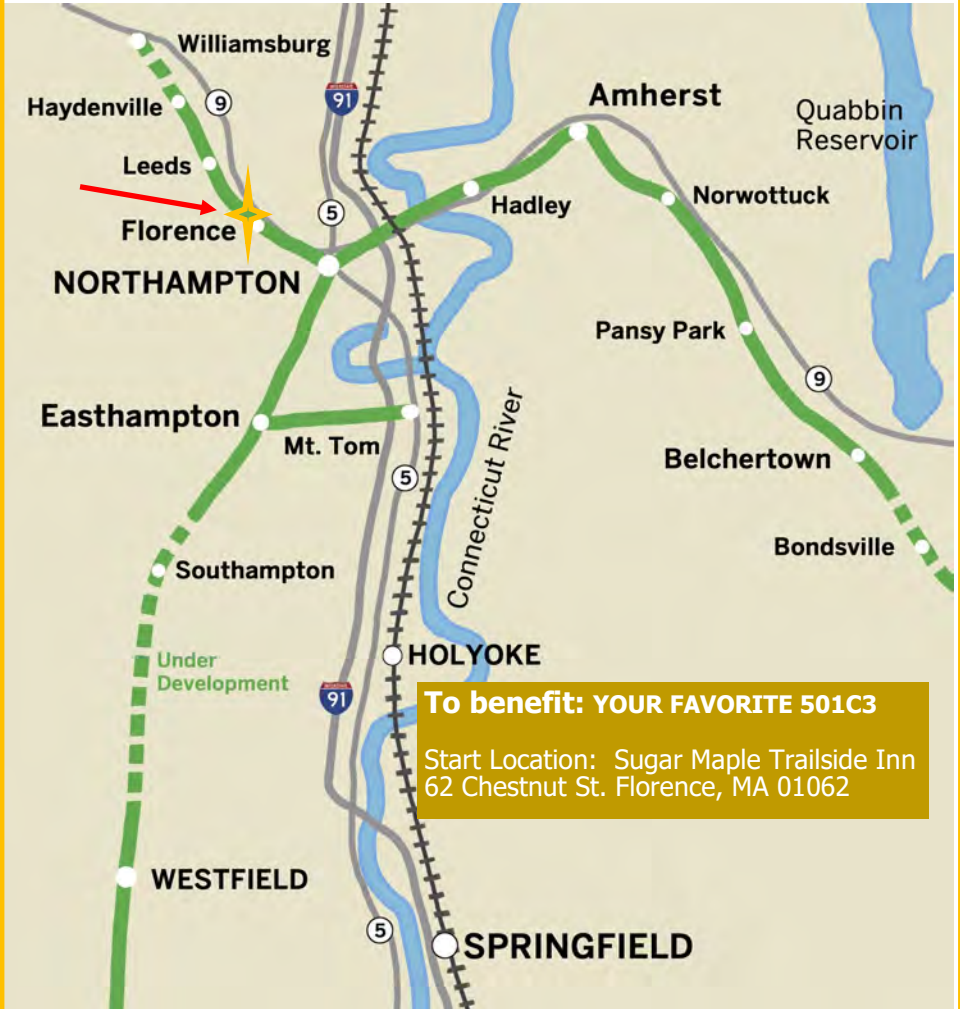 Williamsburg
91
Haydenville
9
Amherst
Quabbin
Reservoir
Leeds
Norwottuck
5
Hadley
Florence
NORTHAMPTON
Pansy Park
9
Easthampton
Mt. Tom
Belchertown
5
Connecticut River
Bondsville
Southampton
HOLYOKE
Under
Development
91
To benefit: YOUR FAVORITE 501C3
Start Location: Sugar Maple Trailside Inn
62 Chestnut St. Florence, MA 01062
WESTFIELD
5
SPRINGFIELD